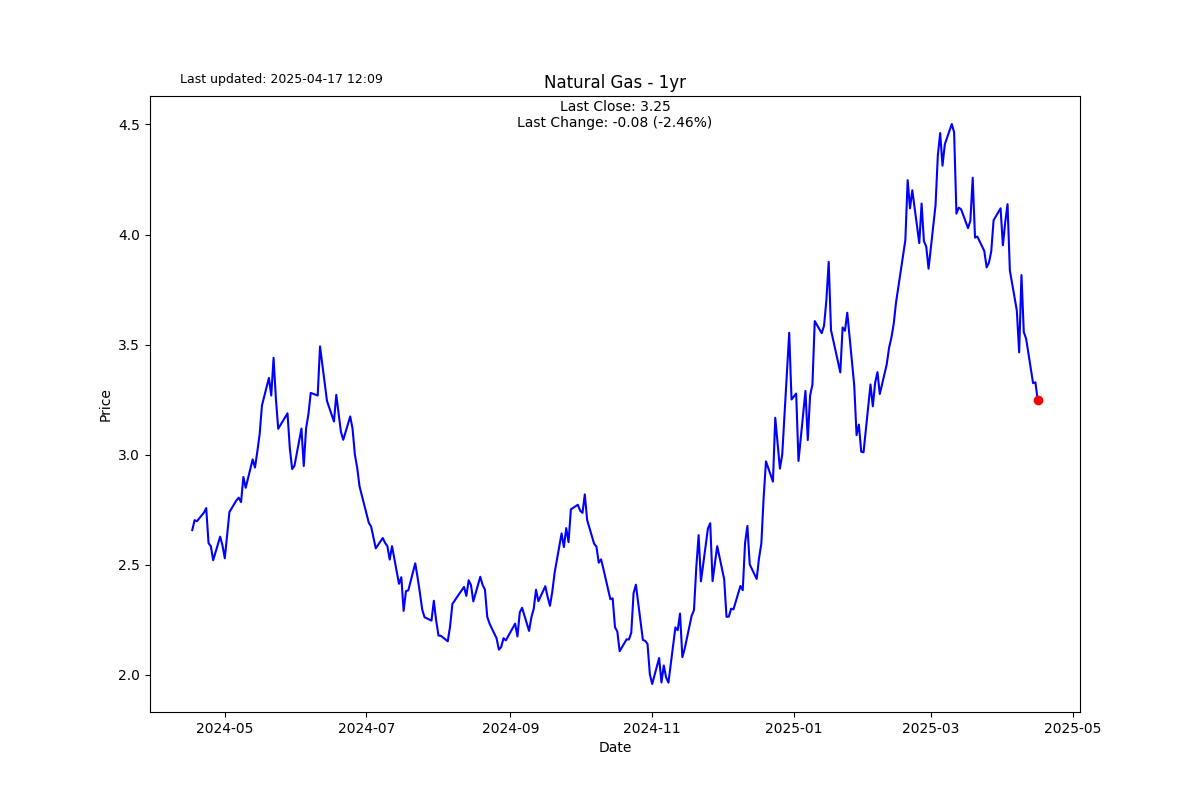 Last updated: 2025-04-17 12:09
Natural Gas - 1yr
Last Close: 3.25
Last Change: -0.08 (-2.46%)
4.5
4.0
3.5
3.0
2.5
2.0
Price
2024-05
2024-07
2024-09
2024-11
2025-01
2025-03
2025-05
Date